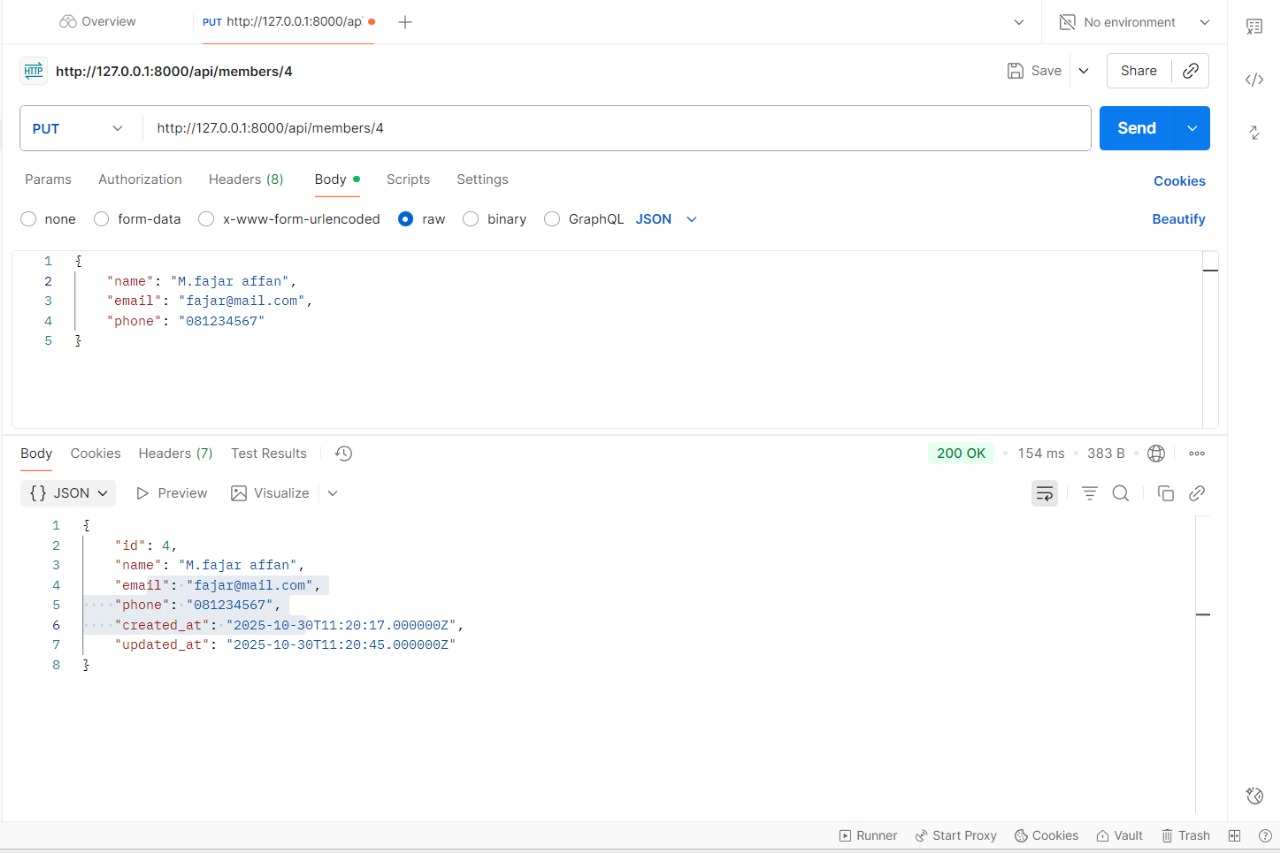 Overview
PUT http://127.0.0.1:8000/ap
No environment
HTTP http://127.0.0.1:8000/api/members/4
Save
Share
PUT
http://127.0.0.1:8000/api/members/4
Send
Params Authorization Headers (8) Body Scripts Settings
Cookies
none form-data x-www-form-urlencoded raw binary GraphQL JSON
Beautify
1 {
2 "name": "M.fajar affan",
3 "email": "fajar@mail.com",
4 "phone": "081234567"
5 }
Body Cookies Headers (7) Test Results
200 OK • 154 ms • 383 B •
{} JSON Preview Visualize
1 {
2 "id": 4,
3 "name": "M.fajar affan",
4 "email": "fajar@mail.com",
5 "phone": "081234567",
6 "created_at": "2025-10-30T11:20:17.000000Z",
7 "updated_at": "2025-10-30T11:20:45.000000Z"
8 }
Runner Start Proxy Cookies Vault Trash